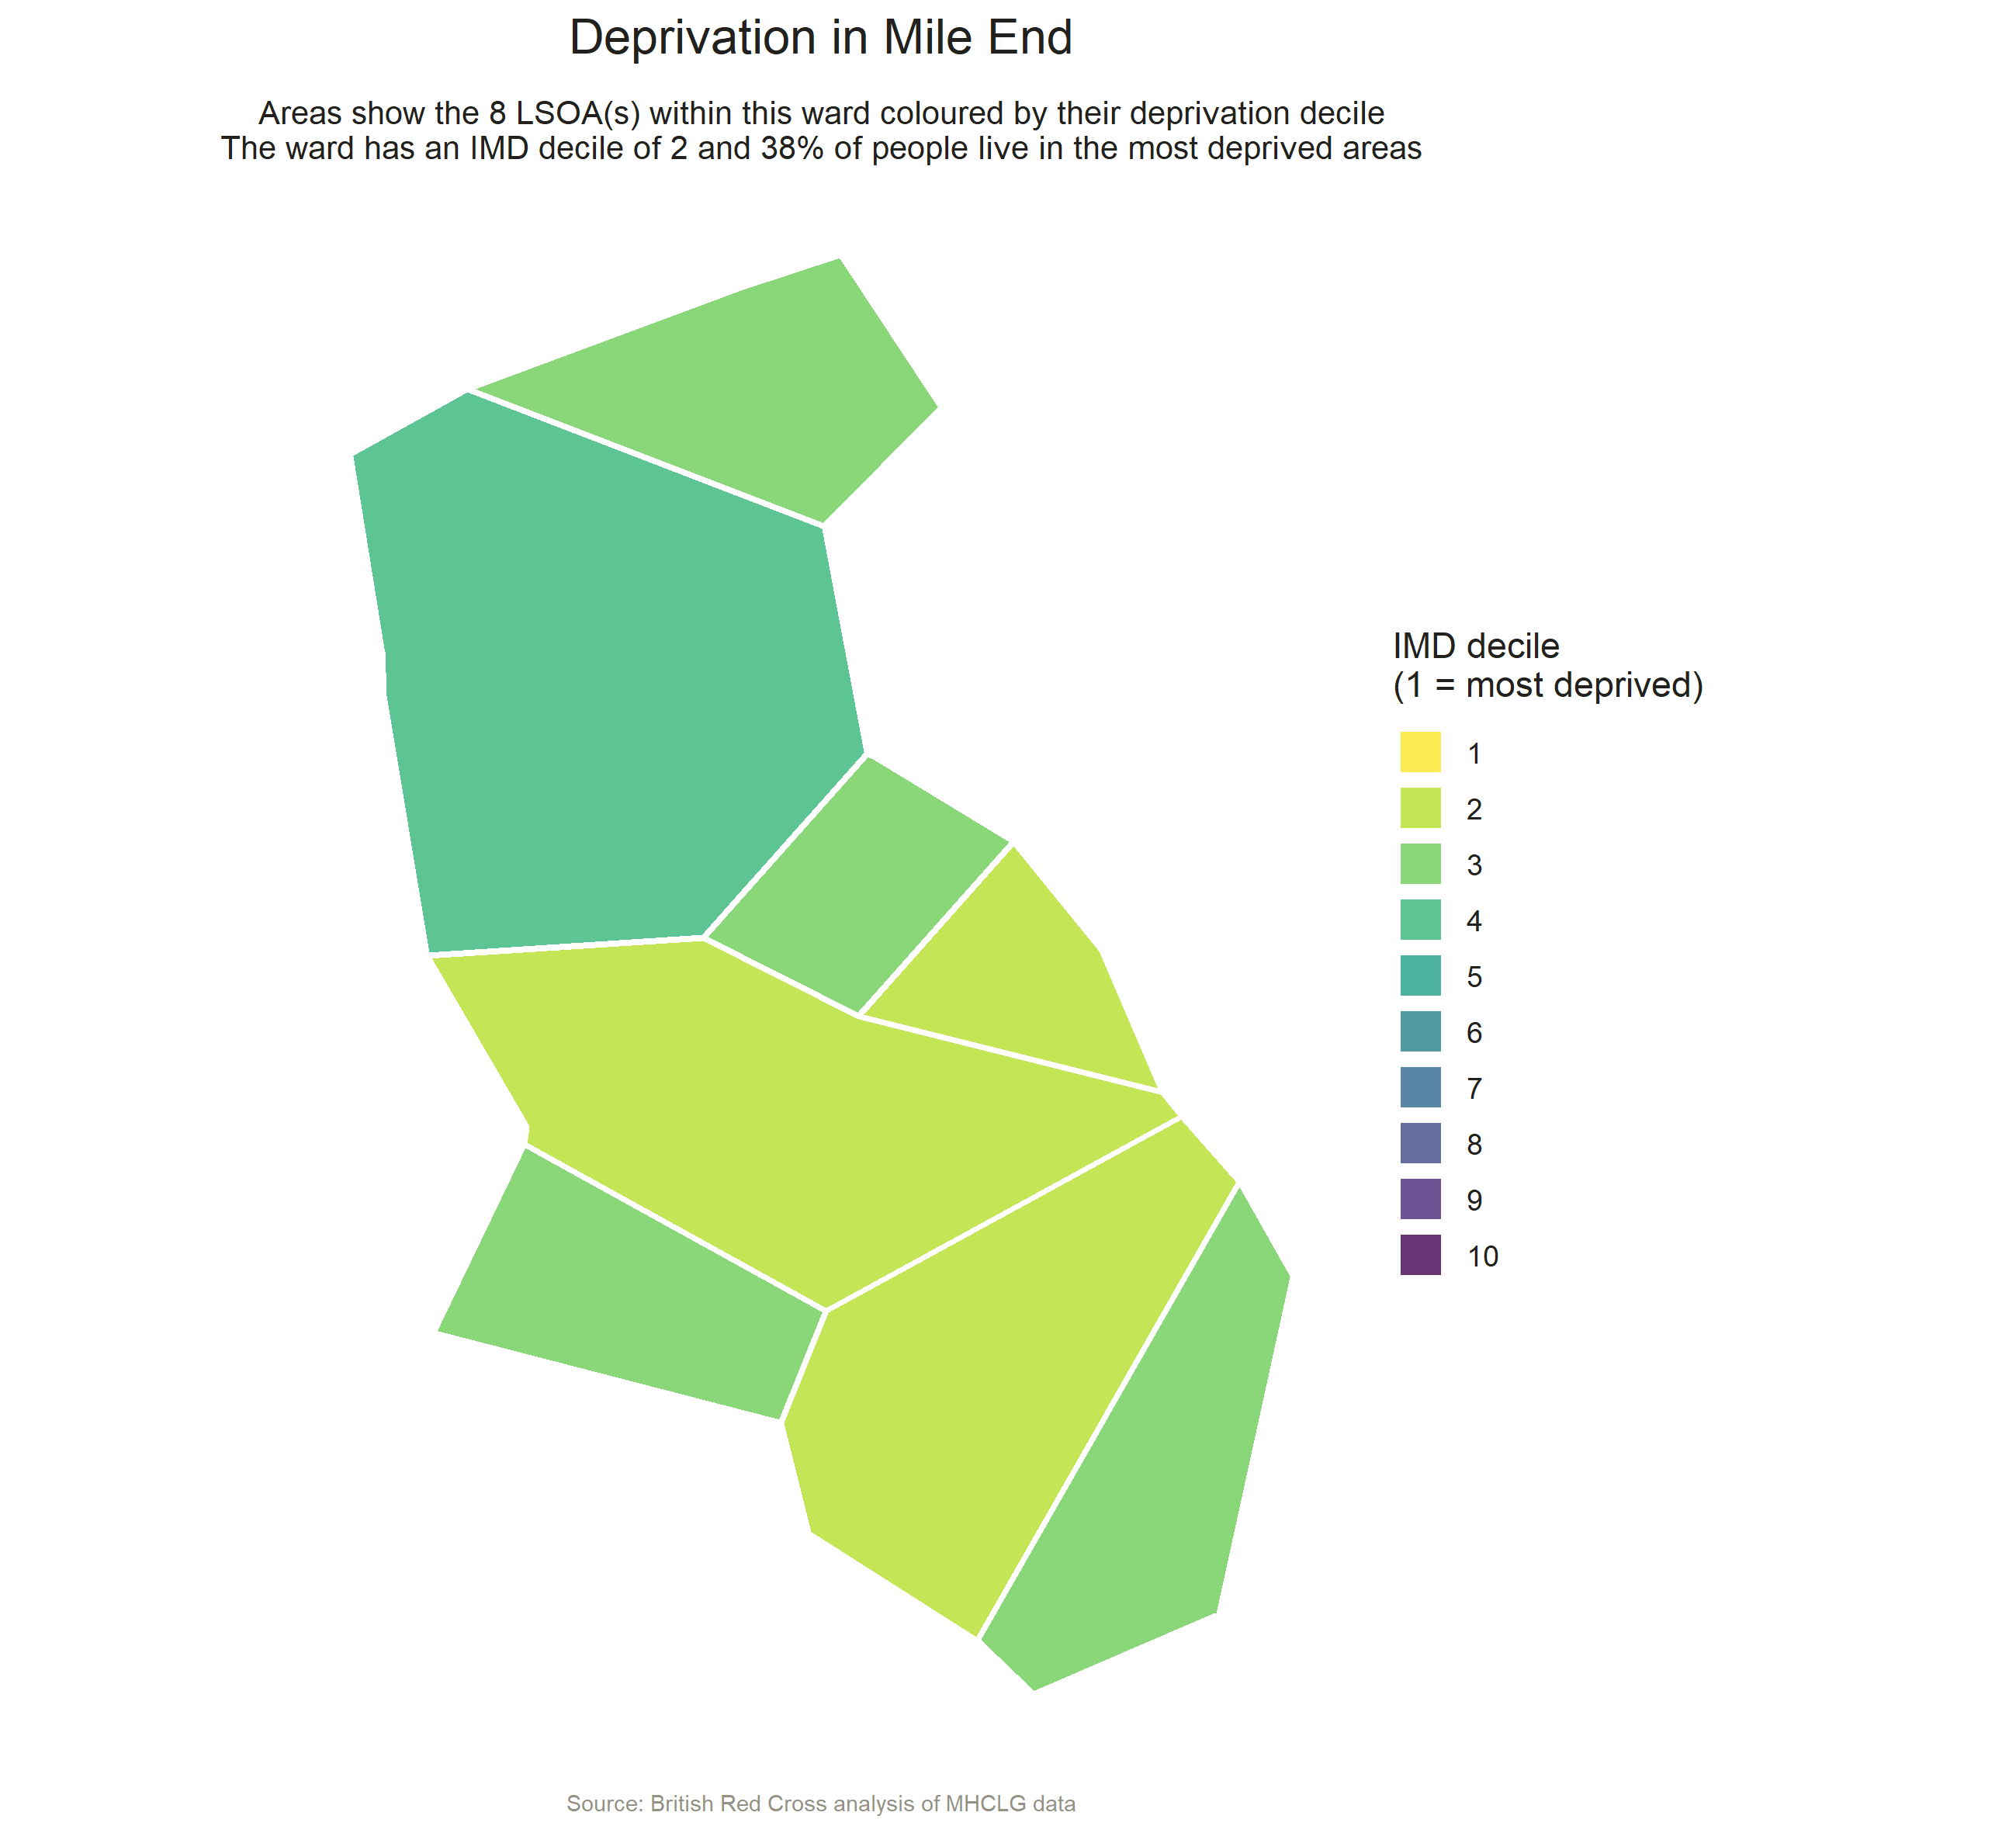 Deprivation in Mile End
Areas show the 8 LSOA(s) within this ward coloured by their deprivation decile
The ward has an IMD decile of 2 and 38% of people live in the most deprived areas
IMD decile
(1 = most deprived)
1
2
3
4
5
6
7
8
9
10
Source: British Red Cross analysis of MHCLG data